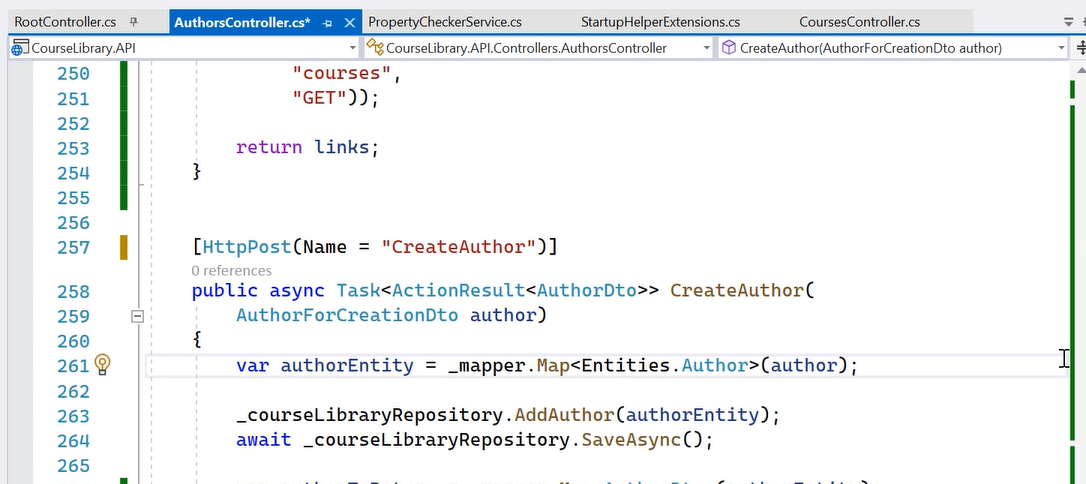 RootController.cs AuthorsController.cs* PropertyCheckerService.cs StartupHelperExtensions.cs CoursesController.cs
CourseLibrary.API CourseLibrary.API.Controllers.AuthorsController CreateAuthor(AuthorForCreationDto author)
250 "courses",
251 "GET"));
252
253 return links;
254 }
255
256
257 [HttpPost(Name = "CreateAuthor")]
0 references
258 public async Task<ActionResult<AuthorDto>> CreateAuthor(
259 AuthorForCreationDto author)
260 {
261 var authorEntity = _mapper.Map<Entities.Author>(author);
262
263 _courseLibraryRepository.AddAuthor(authorEntity);
264 await _courseLibraryRepository.SaveAsync();
265